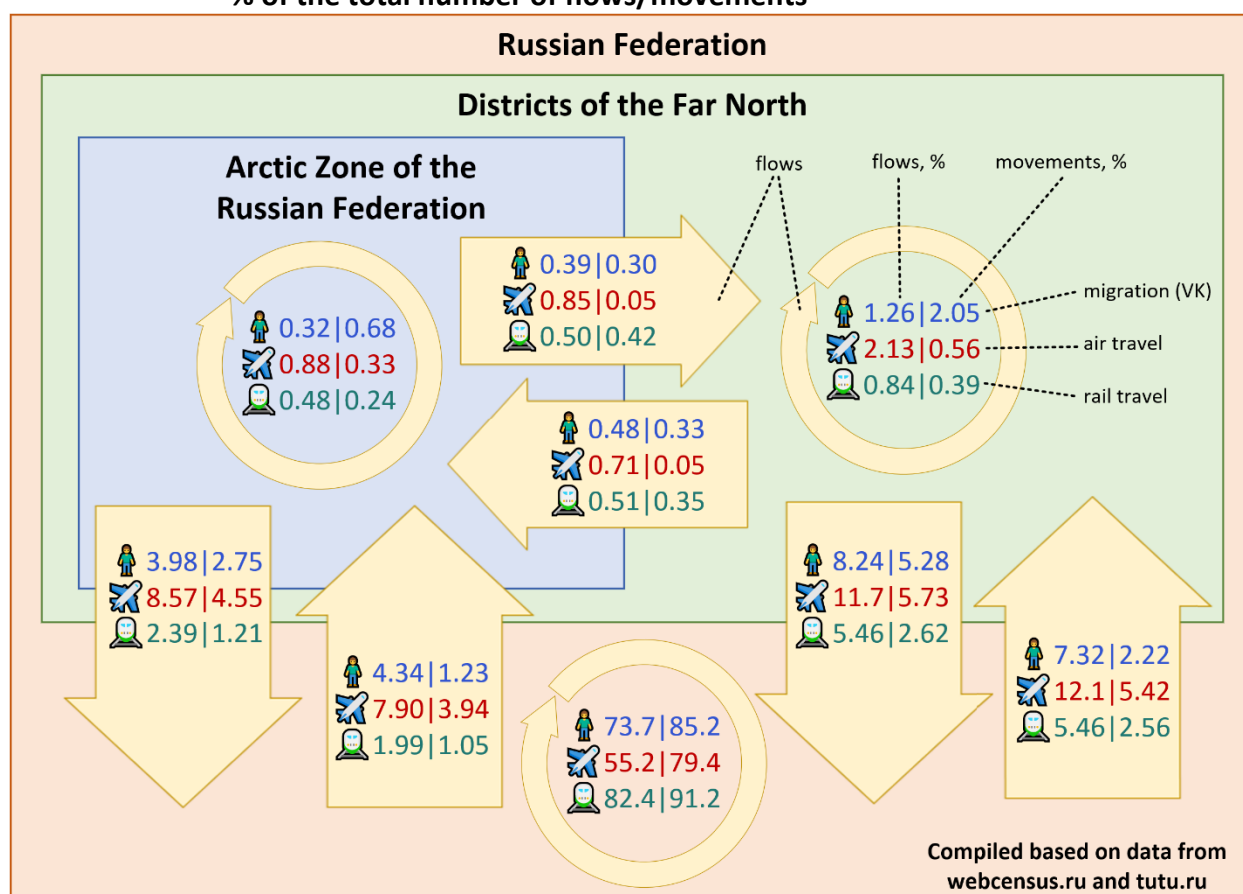 % of the total number of flows/movements
Russian Federation
Districts of the Far North
Arctic Zone of the
Russian Federation
flows
flows, %
movements, %
0.39|0.30
0.85|0.05
0.50|0.42
0.32|0.68
0.88|0.33
0.48|0.24
1.26|2.05
2.13|0.56
0.84|0.39
migration (VK)
air travel
rail travel
0.48|0.33
0.71|0.05
0.51|0.35
3.98|2.75
8.57|4.55
2.39|1.21
4.34|1.23
7.90|3.94
1.99|1.05
73.7|85.2
55.2|79.4
82.4|91.2
8.24|5.28
11.7|5.73
5.46|2.62
7.32|2.22
12.1|5.42
5.46|2.56
Compiled based on data from
webcensus.ru and tutu.ru